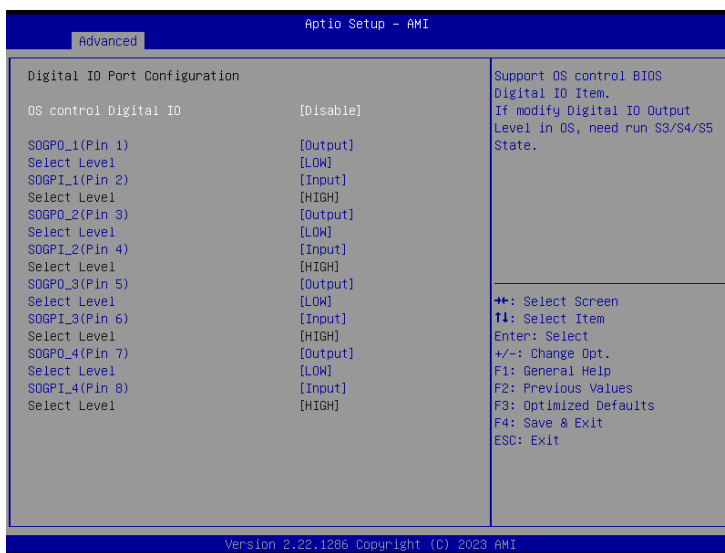 Aptio Setup – AMI
Advanced
Digital IO Port Configuration
OS control Digital IO [Disable]
SOGPO_1(Pin 1) [Output]
Select Level [LOW]
SOGPI_1(Pin 2) [Input]
Select Level [HIGH]
SOGPO_2(Pin 3) [Output]
Select Level [LOW]
SOGPI_2(Pin 4) [Input]
Select Level [HIGH]
SOGPO_3(Pin 5) [Output]
Select Level [LOW]
SOGPI_3(Pin 6) [Input]
Select Level [HIGH]
SOGPO_4(Pin 7) [Output]
Select Level [LOW]
SOGPI_4(Pin 8) [Input]
Select Level [HIGH]
Support OS control BIOS
Digital IO Item.
If modify Digital IO Output
Level in OS, need run S3/S4/S5
State.
→←: Select Screen
↑↓: Select Item
Enter: Select
+/-: Change Opt.
F1: General Help
F2: Previous Values
F3: Optimized Defaults
F4: Save & Exit
ESC: Exit
Version 2.22.1286 Copyright (C) 2023 AMI